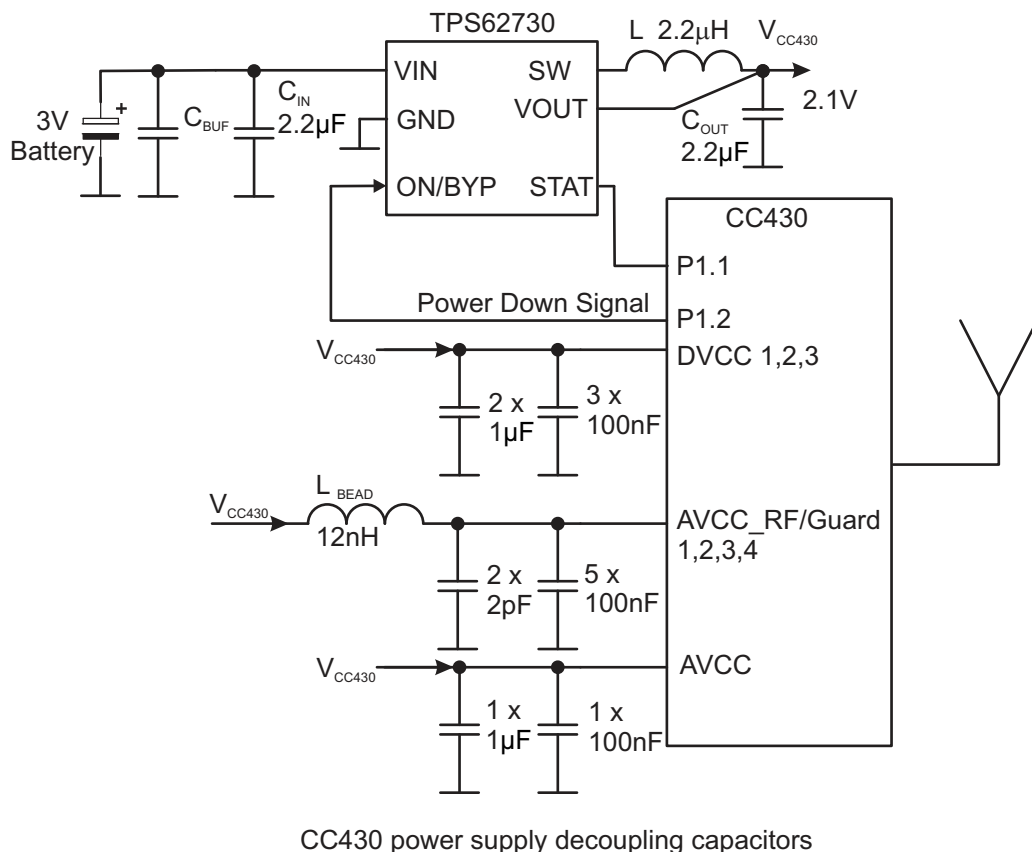 TPS62730
L 2.2μH
V CC430
VIN
SW
C IN
2.2μF
+
3V
Battery
C BUF
GND
VOUT
2.1V
C OUT
2.2μF
ON/BYP
STAT
CC430
P1.1
Power Down Signal
P1.2
V CC430
DVCC 1,2,3
2 x
1μF
3 x
100nF
L BEAD
V CC430
12nH
AVCC_RF/Guard
1,2,3,4
2 x
2pF
5 x
100nF
V CC430
AVCC
1 x
1μF
1 x
100nF
CC430 power supply decoupling capacitors